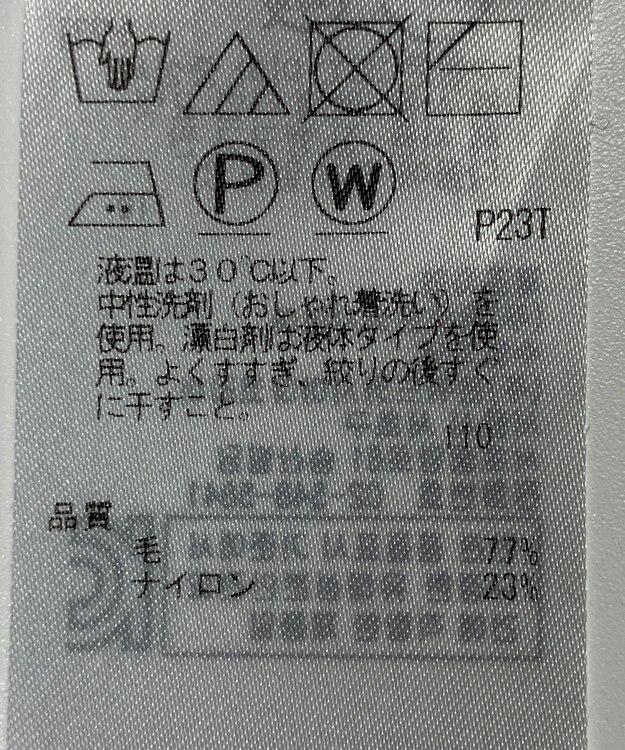 P
W
P23T
液温は30℃以下。
中性洗剤(おしゃれ着洗い)を
使用。漂白剤は液体タイプを使
用。よくすすぎ、絞りの後すぐ
に干すこと。
110
品質
毛 77%
ナイロン 23%